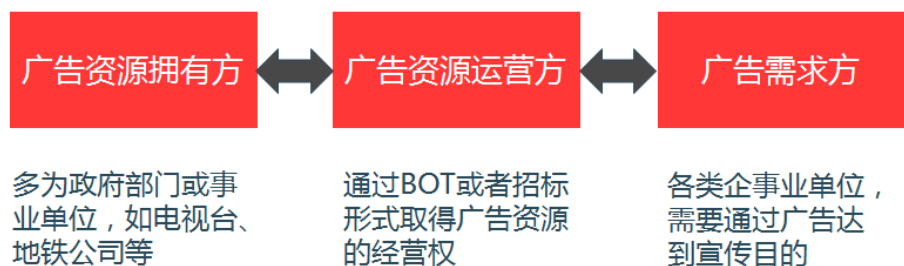 广告资源拥有方
广告资源运营方
广告需求方
多为政府部门或事
业单位，如电视台、
地铁公司等
通过BOT或者招标
形式取得广告资源
的经营权
各类企事业单位，
需要通过广告达
到宣传目的